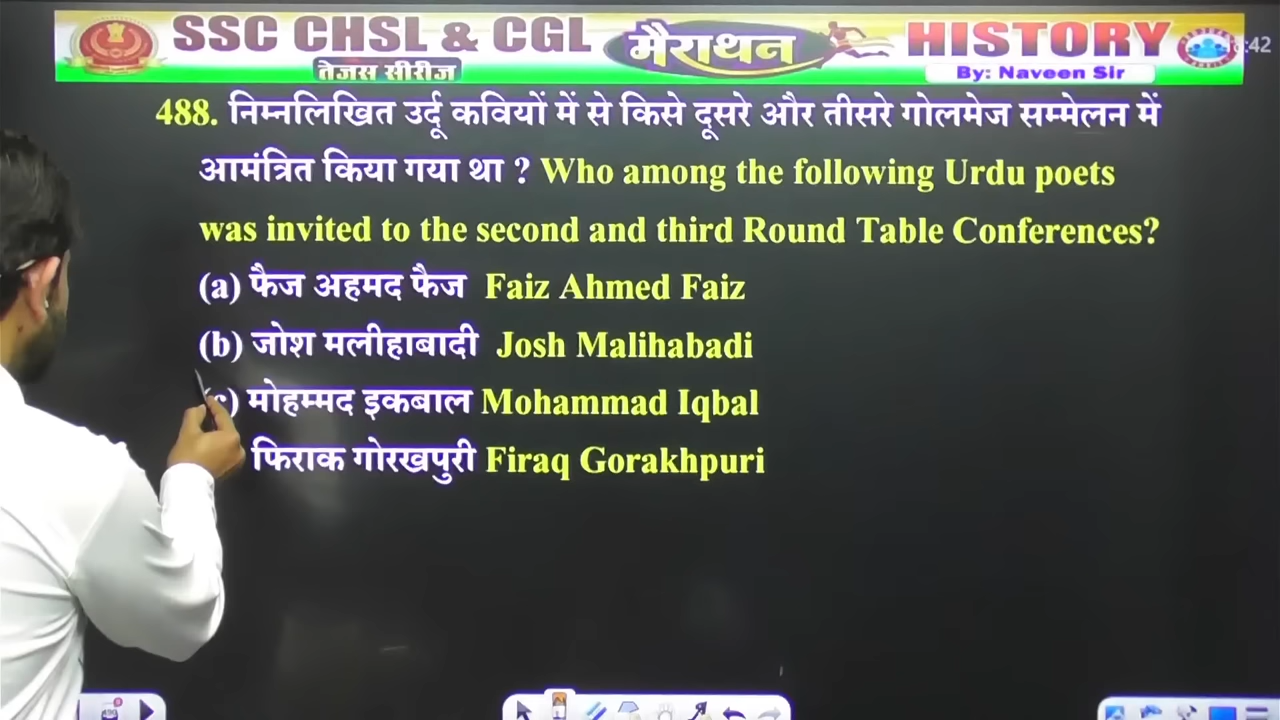 SSC CHSL & CGL
तेजस सीरीज
मैराथन
HISTORY
By: Naveen Sir
:42
488. निम्नलिखित उर्दू कवियों में से किसे दूसरे और तीसरे गोलमेज सम्मेलन में
आमंत्रित किया गया था ? Who among the following Urdu poets
was invited to the second and third Round Table Conferences?
(a) फैज अहमद फैज Faiz Ahmed Faiz
(b) जोश मलीहाबादी Josh Malihabadi
(c) मोहम्मद इकबाल Mohammad Iqbal
फिराक गोरखपुरी Firaq Gorakhpuri